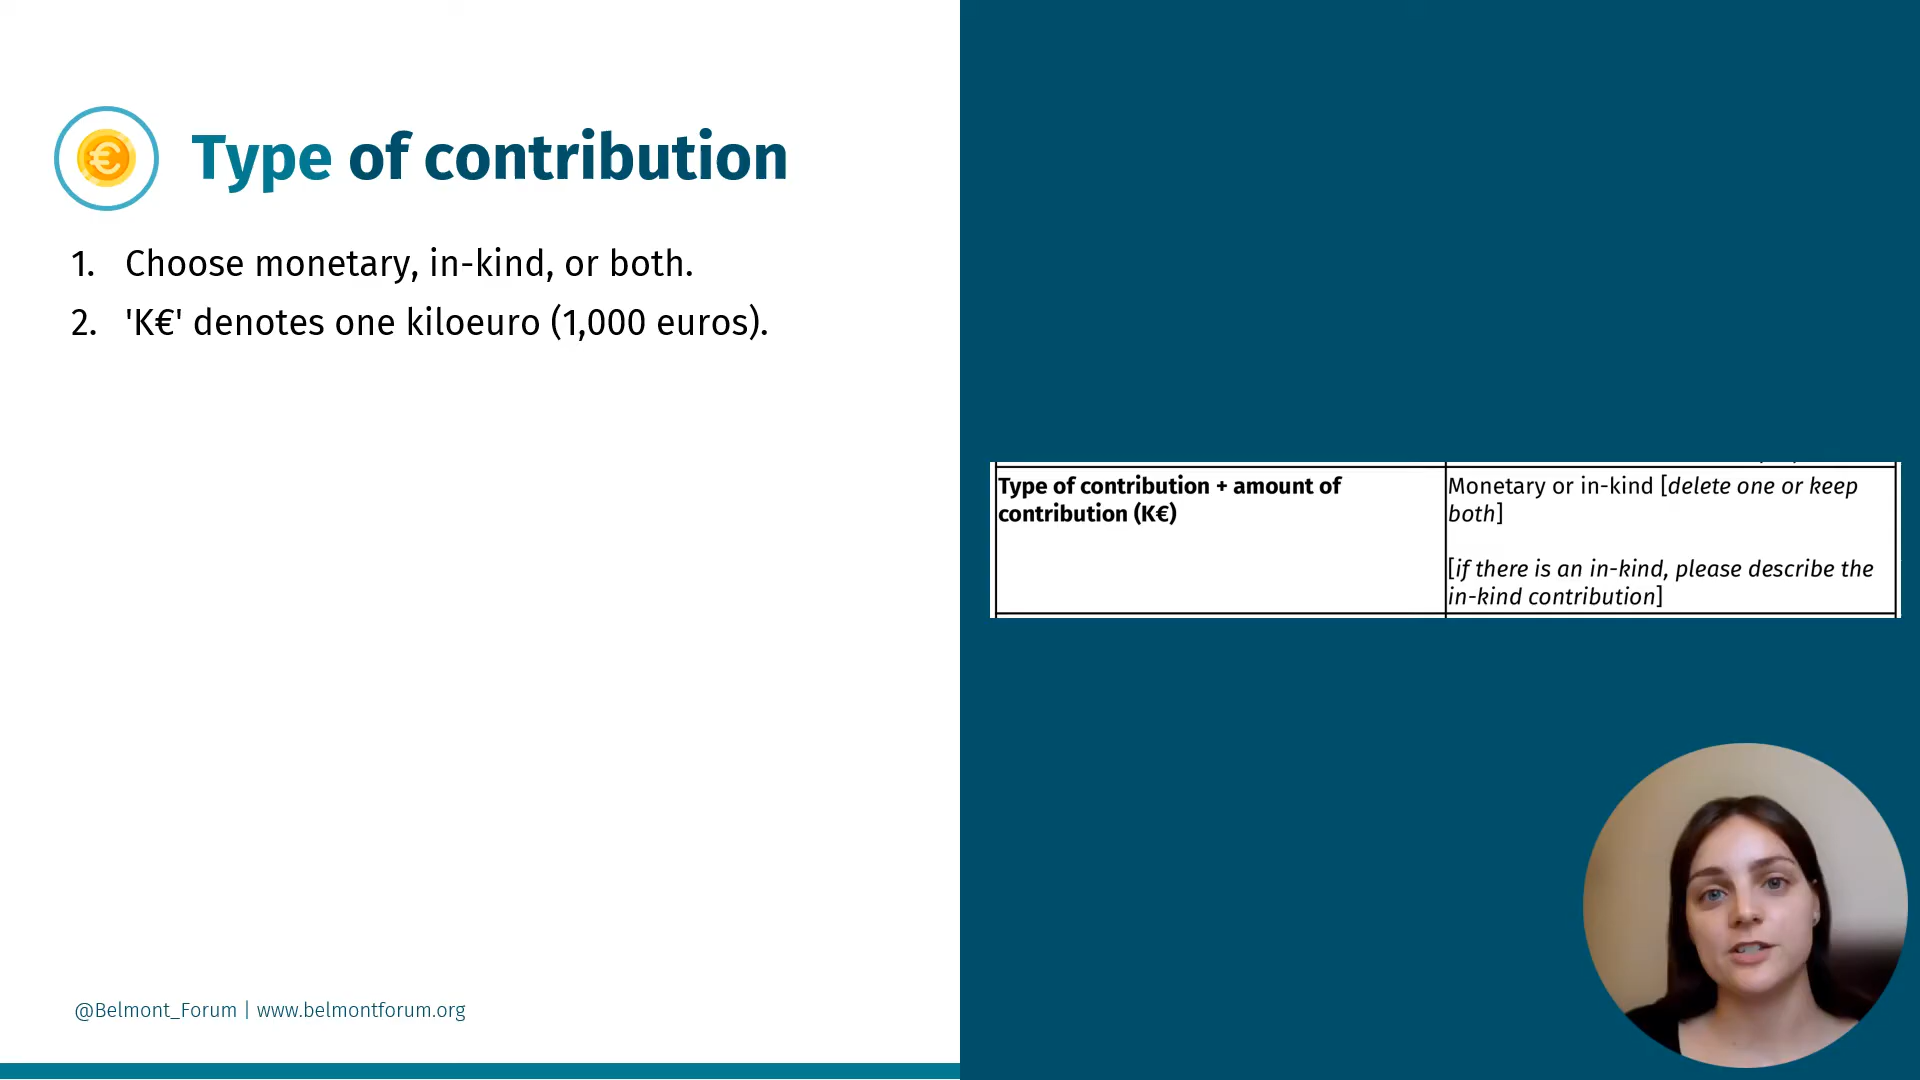 Type of contribution
1. Choose monetary, in-kind, or both.
2. 'K€' denotes one kiloeuro (1,000 euros).
Type of contribution + amount of
contribution (K€)
Monetary or in-kind [delete one or keep
both]
[if there is an in-kind, please describe the
in-kind contribution]
@Belmont_Forum | www.belmontforum.org